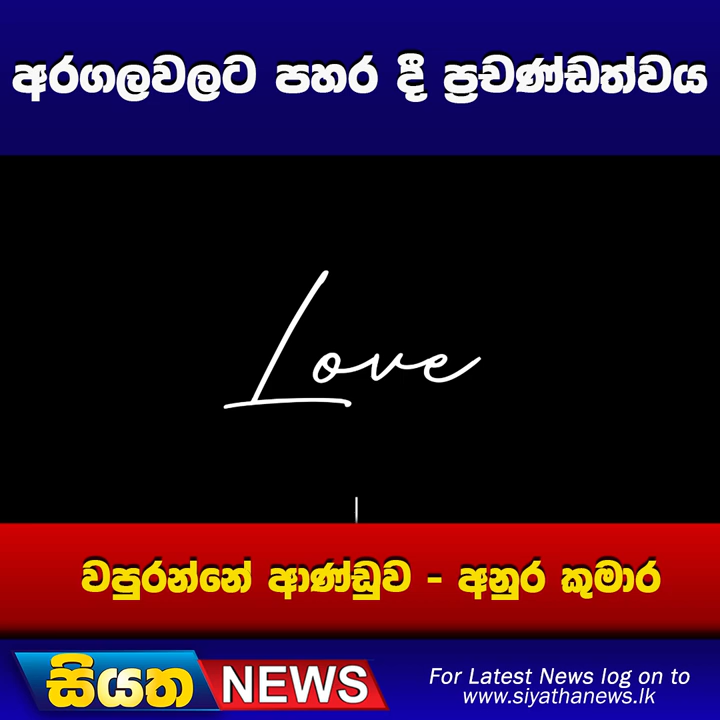 අරගලවලට පහර දී ප්‍රචණ්ඩත්වය
Love
වපුරන්නේ ආණ්ඩුව - අනුර කුමාර
සියත NEWS
For Latest News log on to
www.siyathanews.lk